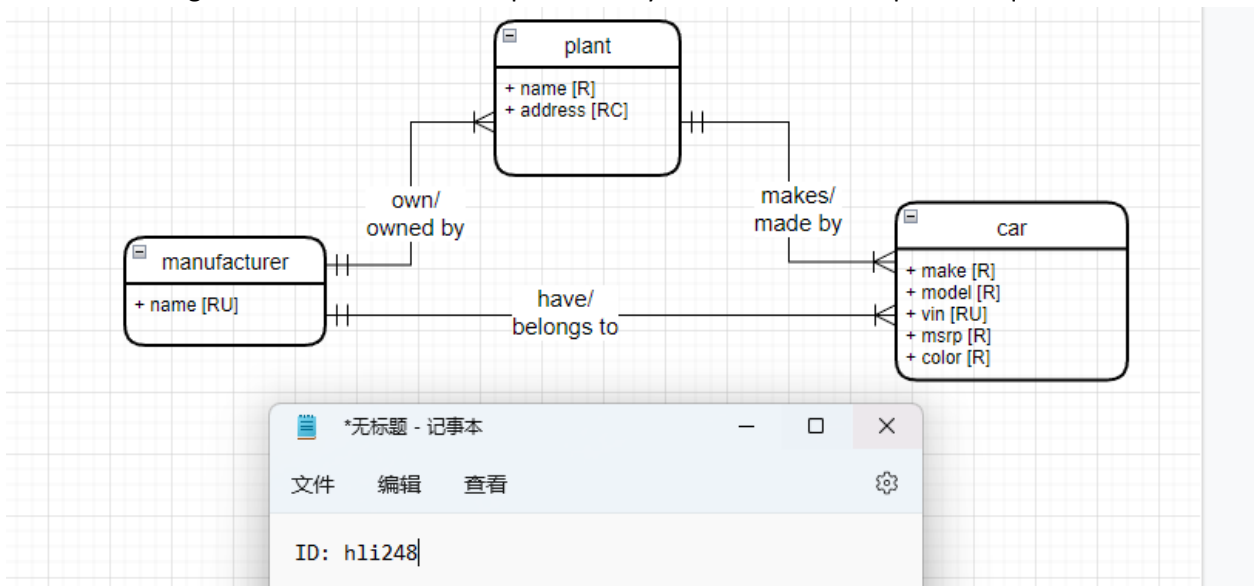 plant
+ name [R]
+ address [RC]
own/
owned by
makes/
made by
manufacturer
+ name [RU]
have/
belongs to
car
+ make [R]
+ model [R]
+ vin [RU]
+ msrp [R]
+ color [R]
*无标题 - 记事本
文件 编辑 查看
ID: hli248